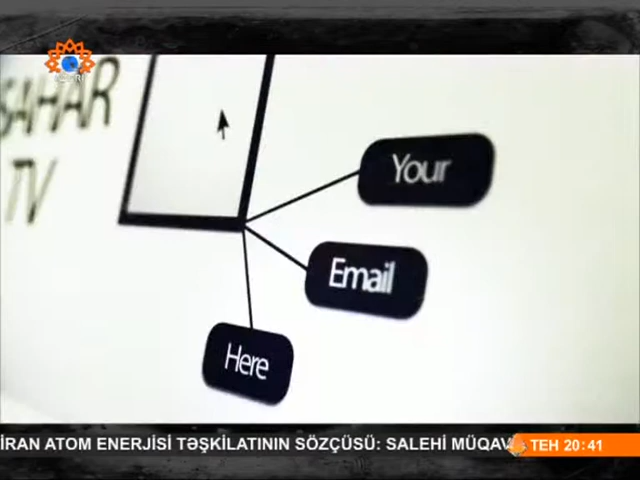 SAHAR
TV
Your
Email
Here
İRAN ATOM ENERJİSİ TƏŞKİLATININ SÖZÇÜSÜ: SALEHİ MÜQAV
TEH 20:41